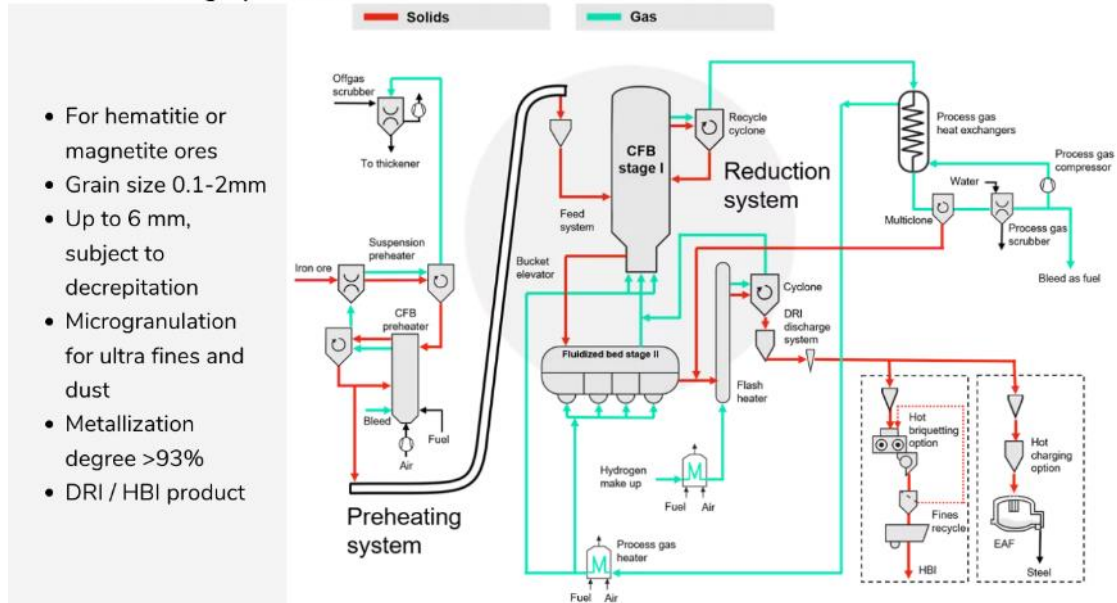 Solids
Gas
• For hematitie or
magnetite ores
• Grain size 0.1-2mm
• Up to 6 mm,
subject to
decrepitation
• Microgranulation
for ultra fines and
dust
• Metallization
degree >93%
• DRI / HBI product
Offgas
scrubber
To thickener
Suspension
preheater
Iron ore
CFB
preheater
Bleed
Fuel
Air
Preheating
system
Feed
system
Bucket
elevator
CFB
stage I
Recycle
cyclone
Reduction
system
Fluidized bed stage II
Cyclone
DRI
discharge
system
Flash
heater
Hydrogen
make up
Fuel
Air
Process gas
heater
Fuel
Air
Process gas
heat exchangers
Process gas
compressor
Water
Multiclone
Process gas
scrubber
Bleed as fuel
Hot
briquetting
option
Fines
recycle
HBI
Hot
charging
option
EAF
Steel